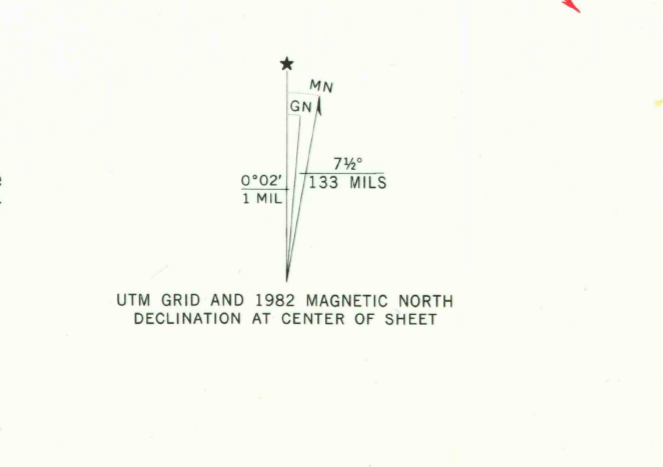 MN
GN
7½°
133 MILS
0°02'
1 MIL
UTM GRID AND 1982 MAGNETIC NORTH
DECLINATION AT CENTER OF SHEET